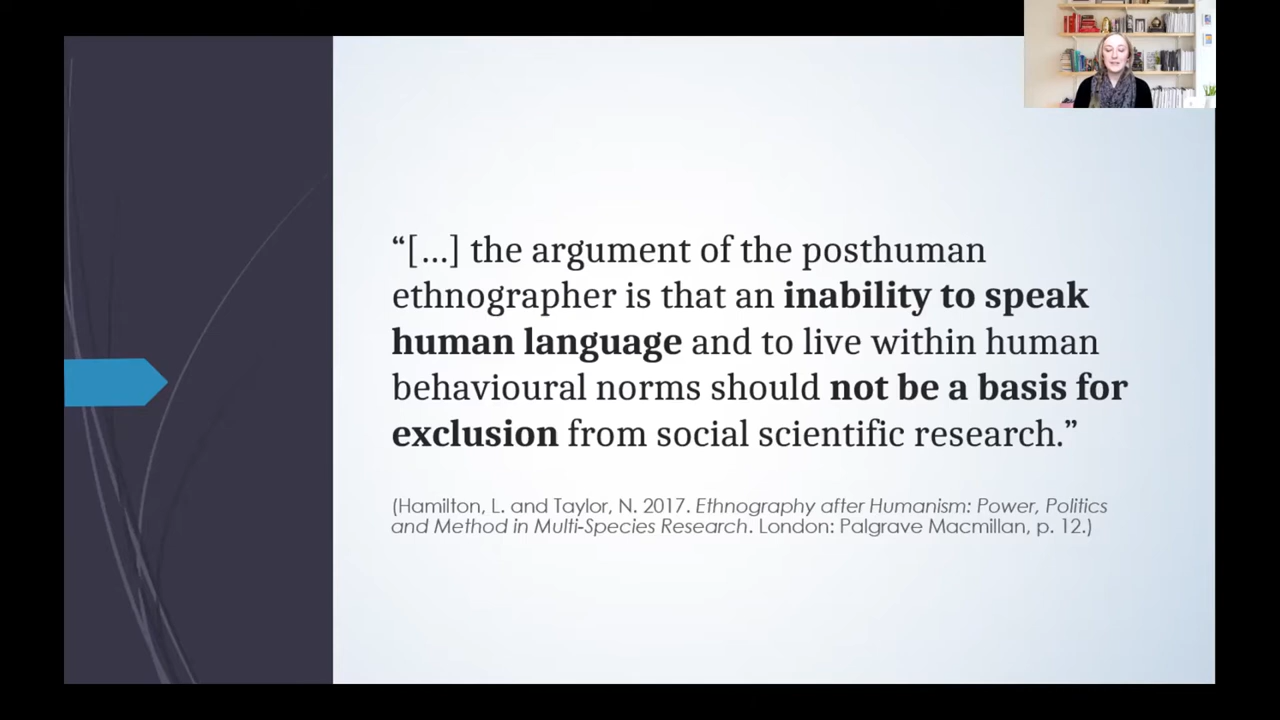 “[…] the argument of the posthuman
ethnographer is that an inability to speak
human language and to live within human
behavioural norms should not be a basis for
exclusion from social scientific research.”
(Hamilton, L. and Taylor, N. 2017. Ethnography after Humanism: Power, Politics
and Method in Multi-Species Research. London: Palgrave Macmillan, p. 12.)